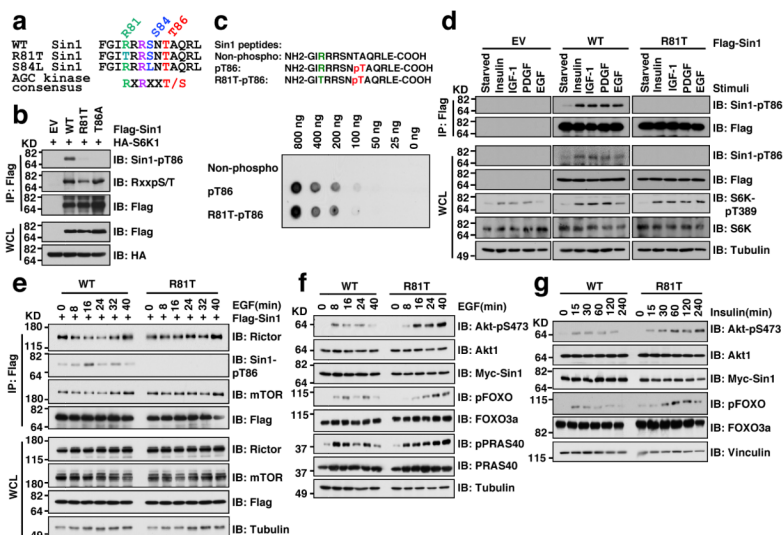 a
R81
S84
T86
WT Sin1 FGIRRRSNTAQRL
R81T Sin1 FGITRRSNTAQRL
S84L Sin1 FGIRRRLNTAQRL
AGC kinase
consensus RXRXXT/S
b
KD
EV
WT
R81T
T86A
Flag-Sin1
+ + + + HA-S6K1
IP: Flag
82
64
IB: Sin1-pT86
82
64
IB: RxxpS/T
82
64
IB: Flag
WCL
82
64
IB: Flag
82
64
IB: HA
c
Sin1 peptides:
Non-phospho: NH2-GIRRRSNTAQRLE-COOH
pT86: NH2-GIRRRSNpTAQRLE-COOH
R81T-pT86: NH2-GITRRSNpTAQRLE-COOH
800 ng
400 ng
200 ng
100 ng
50 ng
25 ng
0 ng
Non-phospho
pT86
R81T-pT86
d
EV WT R81T Flag-Sin1
Starved Insulin IGF-1 PDGF EGF Starved Insulin IGF-1 PDGF EGF Starved Insulin IGF-1 PDGF EGF Stimuli
KD
IP: Flag
82
64
IB: Sin1-pT86
82
64
IB: Flag
WCL
82
64
IB: Sin1-pT86
82
64
IB: Flag
82
64
IB: S6K-
pT389
82
64
IB: S6K
49
IB: Tubulin
e
WT R81T
0 8 16 24 32 40 0 8 16 24 32 40 EGF(min)
KD + + + + + + + + + + + + Flag-Sin1
IP: Flag
180
115
IB: Rictor
82
64
IB: Sin1-
pT86
180
IB: mTOR
82
64
IB: Flag
WCL
180
115
IB: Rictor
180
IB: mTOR
82
64
IB: Flag
49
IB: Tubulin
f
WT R81T
0 8 16 24 40 0 8 16 24 40 EGF(min)
KD
64
IB: Akt-pS473
64
IB: Akt1
82
IB: Myc-Sin1
115
IB: pFOXO
82
IB: FOXO3a
37
IB: pPRAS40
37
IB: PRAS40
49
IB: Tubulin
g
WT R81T
0 15 30 60 120 240 0 15 30 60 120 240 Insulin(min)
KD
64
IB: Akt-pS473
64
IB: Akt1
82
64
IB: Myc-Sin1
115
IB: pFOXO
82
IB: FOXO3a
115
IB: Vinculin